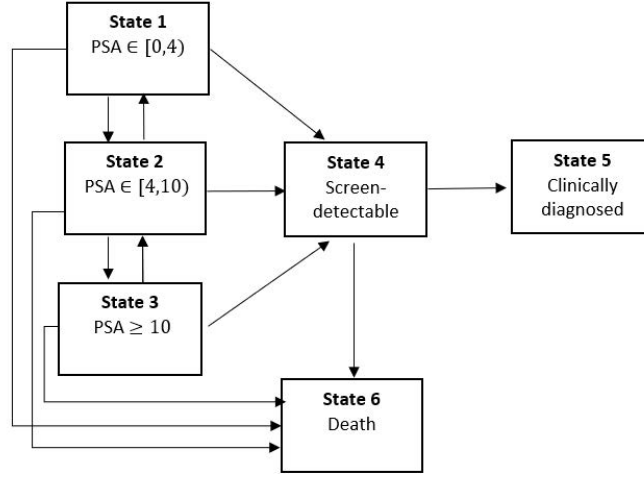 State 1
PSA ∈ [0,4)
State 2
PSA ∈ [4,10)
State 4
Screen-
detectable
State 5
Clinically
diagnosed
State 3
PSA ≥ 10
State 6
Death